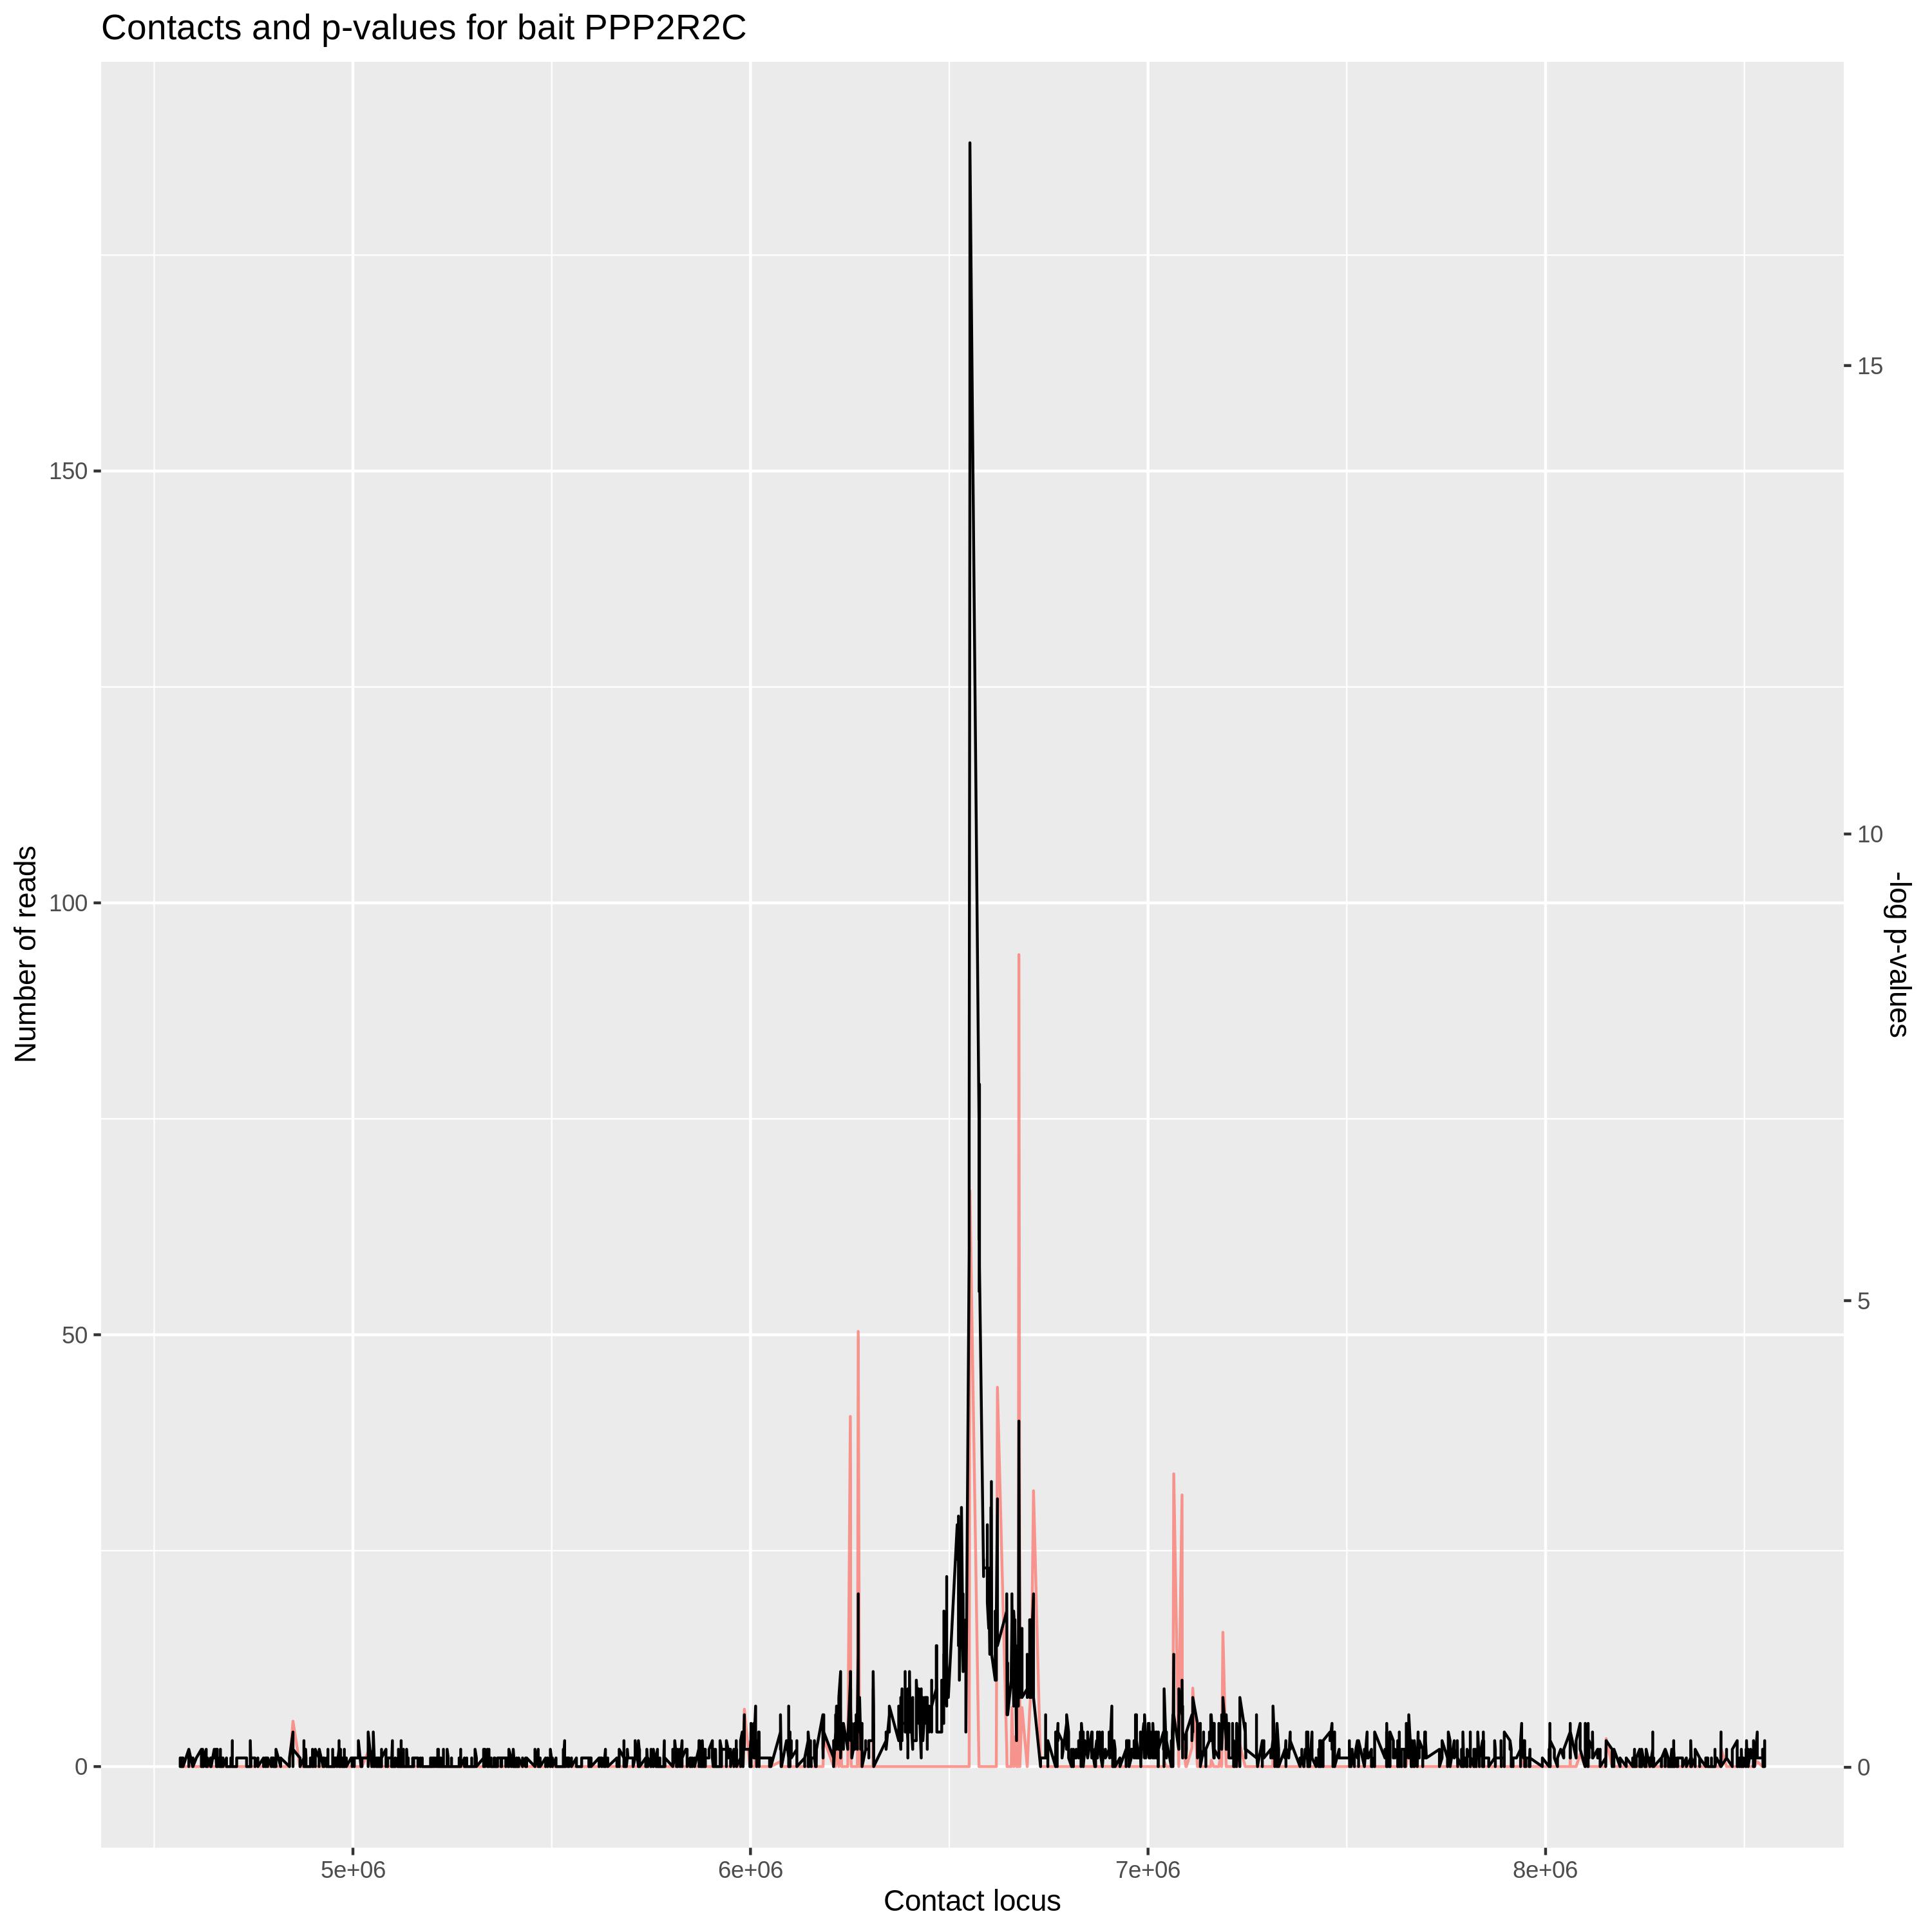 Contacts and p-values for bait PPP2R2C
Number of reads
150
100
50
0
15
10
5
0
-log p-values
5e+06
6e+06
7e+06
8e+06
Contact locus